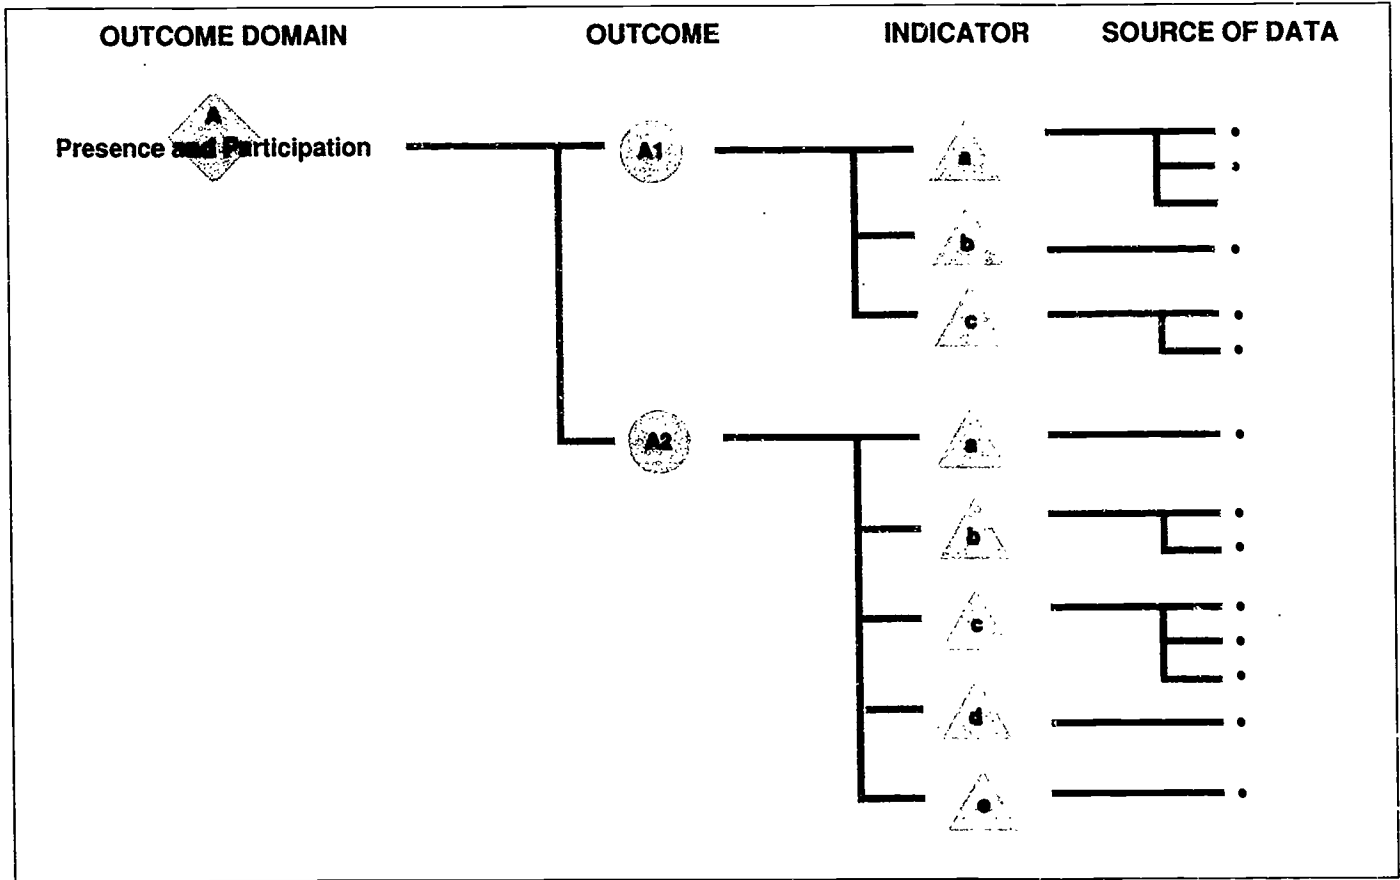 OUTCOME DOMAIN OUTCOME INDICATOR SOURCE OF DATA
A
Presence and Participation
A1
a
b
c
A2
a
b
c
d
e